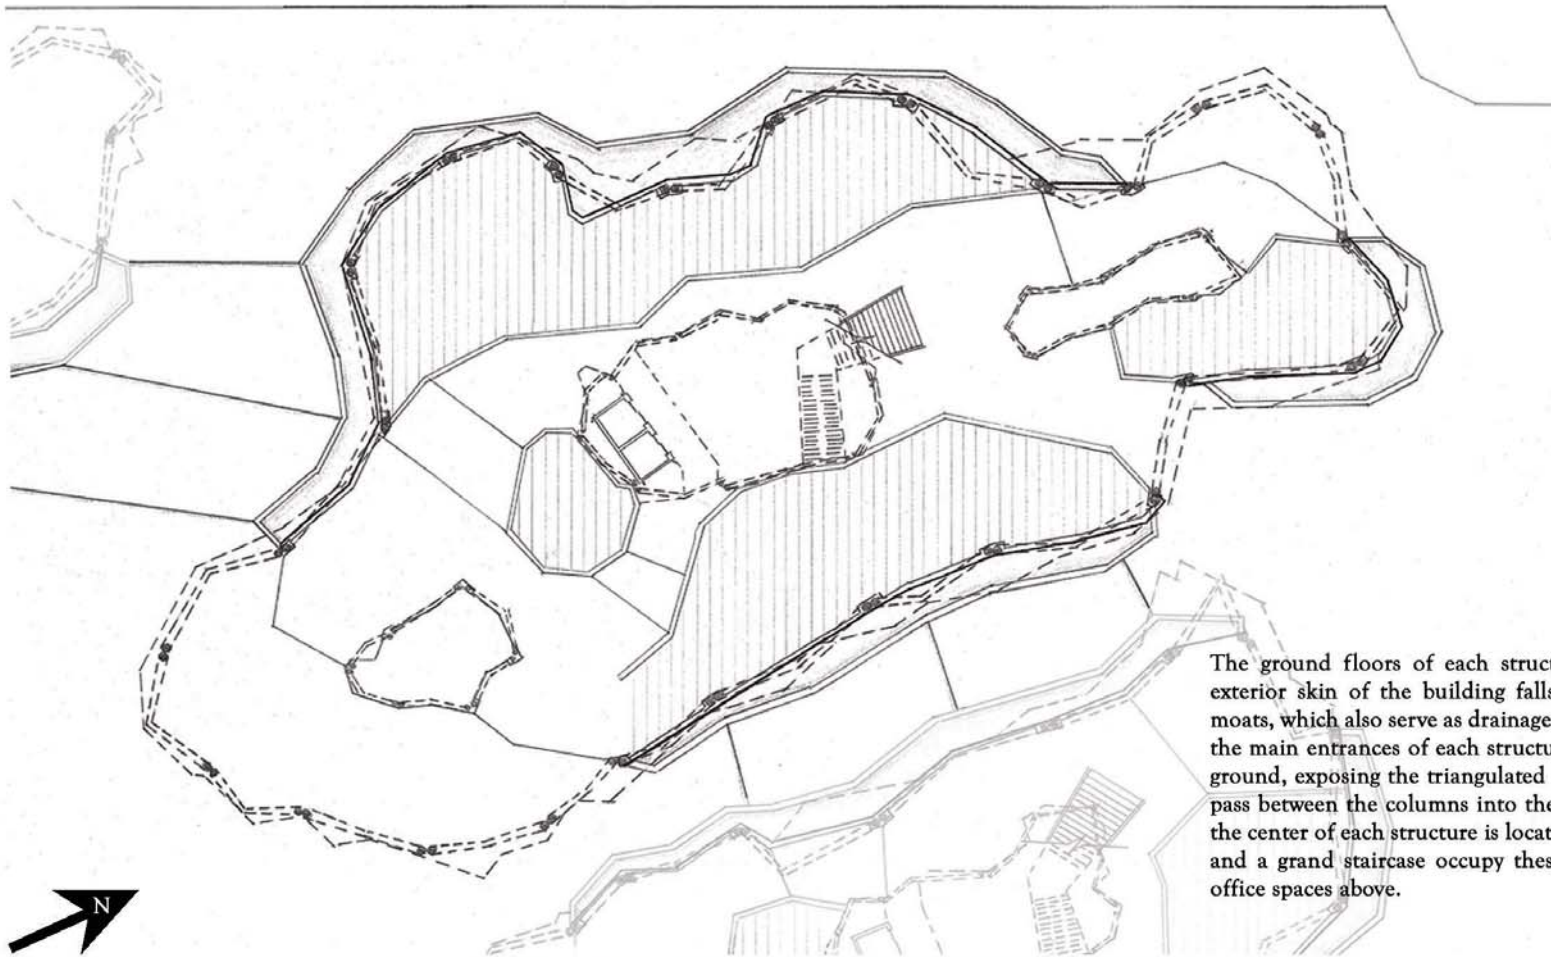 The ground floors of each struct
exterior skin of the building falls
moats, which also serve as drainage
the main entrances of each structu
ground, exposing the triangulated
pass between the columns into the
the center of each structure is locat
and a grand staircase occupy thes
office spaces above.
N